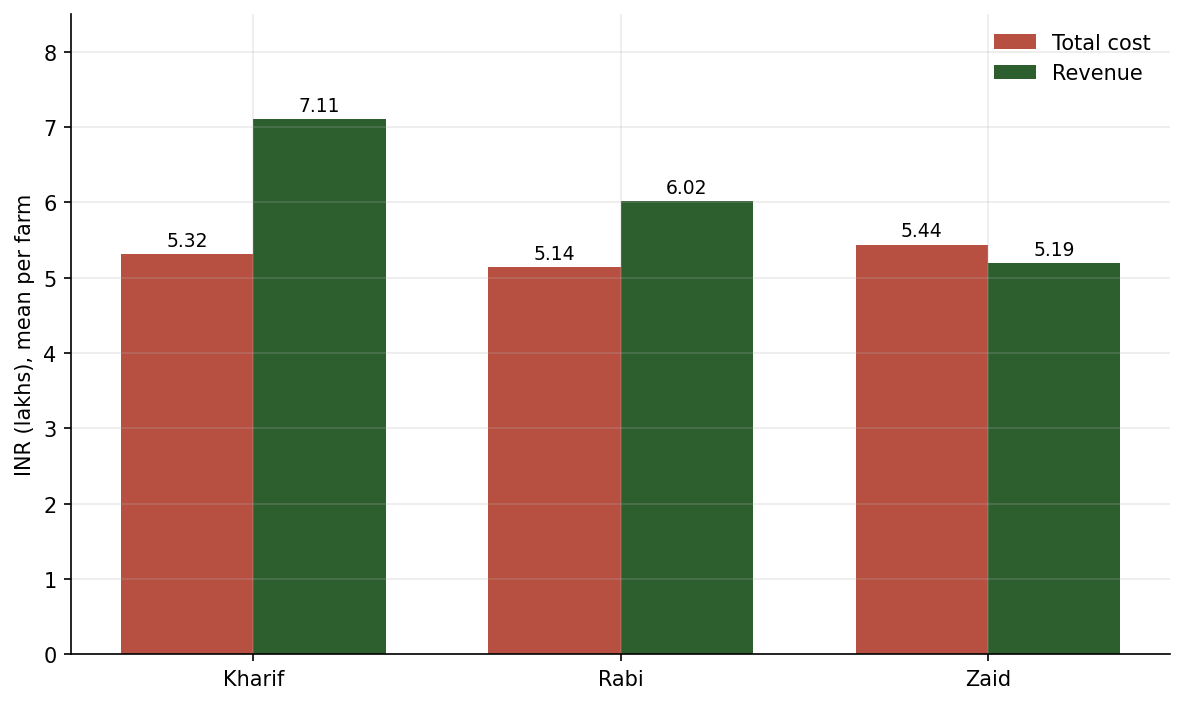 Total cost
Revenue
INR (lakhs), mean per farm
8
7
6
5
4
3
2
1
0
5.32
7.11
5.14
6.02
5.44
5.19
Kharif
Rabi
Zaid